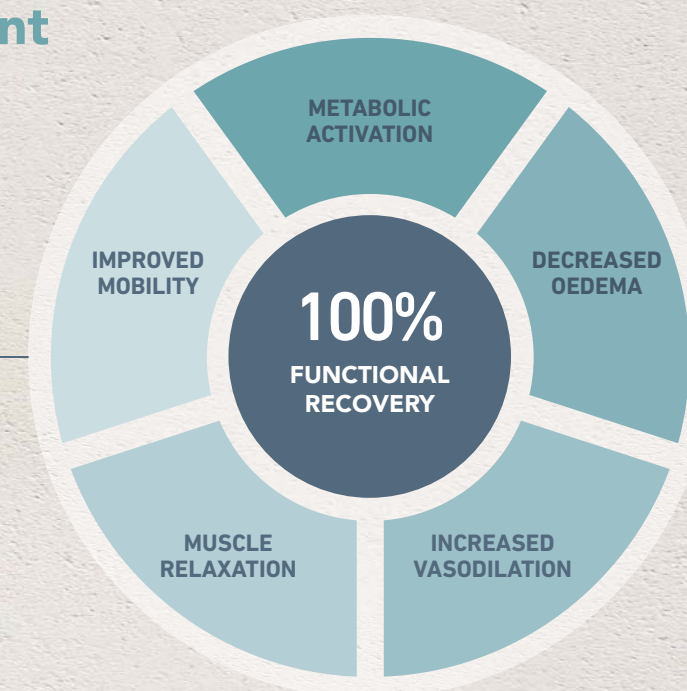 nt
METABOLIC
ACTIVATION
IMPROVED
MOBILITY
DECREASED
OEDEMA
100%
FUNCTIONAL
RECOVERY
MUSCLE
RELAXATION
INCREASED
VASODILATION